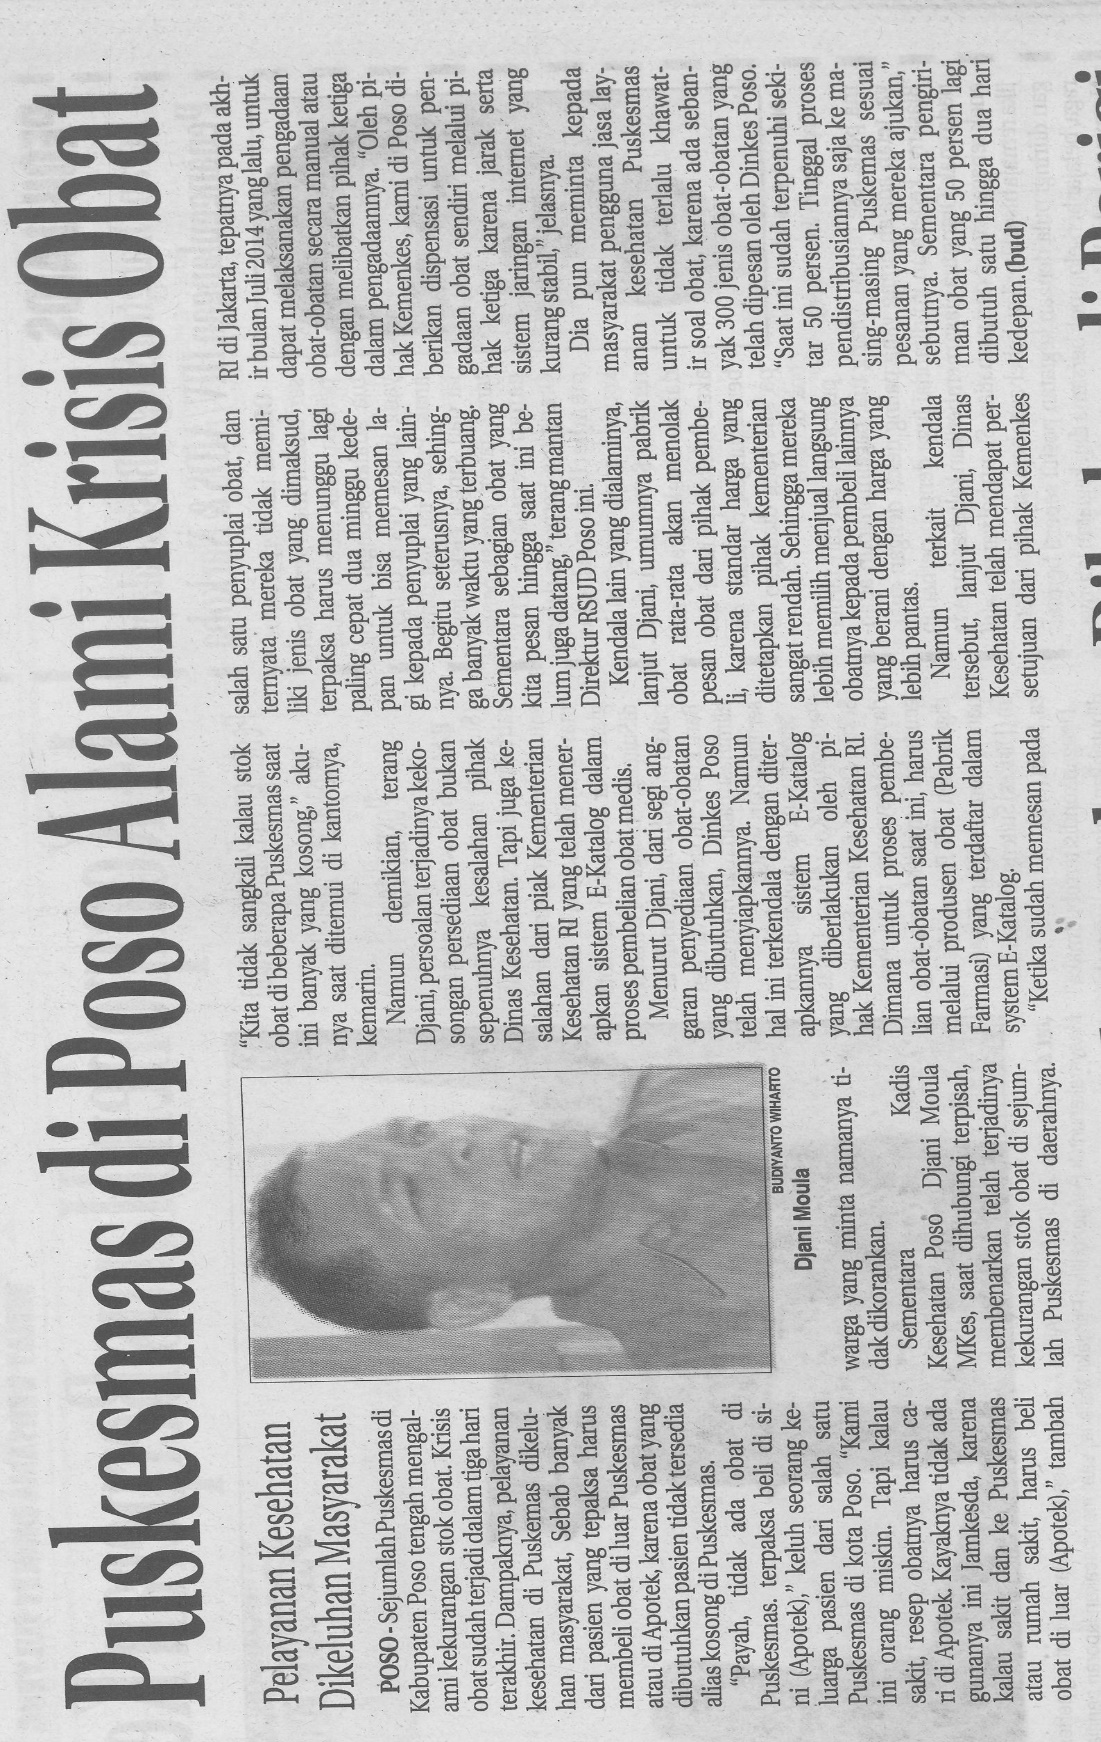 Puskesmas di Poso Alami Krisis Obat
Pelayanan Kesehatan
Dikeluhan Masyarakat
POSO - Sejumlah Puskesmas di
Kabupaten Poso tengah mengal-
ami kekurangan stok obat. Krisis
obat sudah terjadi dalam tiga hari
terakhir. Dampaknya, pelayanan
kesehatan di Puskemas dikelu-
han masyarakat, Sebab banyak
dari pasien yang tepaksa harus
membeli obat di luar Puskesmas
atau di Apotek, karena obat yang
dibutuhkan pasien tidak tersedia
alias kosong di Puskesmas.
"Payah, tidak ada obat di
Puskesmas. terpaksa beli di si-
ni (Apotek)," keluh seorang ke-
luarga pasien dari salah satu
Puskesmas di kota Poso. "Kami
ini orang miskin. Tapi kalau
sakit, resep obatnya harus ca-
ri di Apotek. Kayaknya tidak ada
gunanya ini Jamkesda, karena
kalau sakit dan ke Puskesmas
atau rumah sakit, harus beli
obat di luar (Apotek)," tambah
BUDIYANTO WIHARTO
Djani Moula
warga yang minta namanya ti-
dak dikorankan.
Sementara Kadis
Kesehatan Poso Djani Moula
MKes, saat dihubungi terpisah,
membenarkan telah terjadinya
kekurangan stok obat di sejum-
lah Puskesmas di daerahnya.
"Kita tidak sangkali kalau stok
obat di beberapa Puskesmas saat
ini banyak yang kosong," aku-
nya saat ditemui di kantornya,
kemarin.
Namun demikian, terang
Djani, persoalan terjadinya keko-
songan persediaan obat bukan
sepenuhnya kesalahan pihak
Dinas Kesehatan. Tapi juga ke-
salahan dari piak Kementerian
Kesehatan RI yang telah mener-
apkan sistem E-Katalog dalam
proses pembelian obat medis.
Menurut Djani, dari segi ang-
garan penyediaan obat-obatan
yang dibutuhkan, Dinkes Poso
telah menyiapkannya. Namun
hal ini terkendala dengan diter-
apkannya sistem E-Katalog
yang diberlakukan oleh pi-
hak Kementerian Kesehatan RI.
Dimana untuk proses pembe-
lian obat-obatan saat ini, harus
melalui produsen obat (Pabrik
Farmasi) yang terdaftar dalam
system E-Katalog.
"Ketika sudah memesan pada
salah satu penyuplai obat, dan
ternyata mereka tidak memi-
liki jenis obat yang dimaksud,
terpaksa harus menunggu lagi
paling cepat dua minggu kede-
pan untuk bisa memesan la-
gi kepada penyuplai yang lain-
nya. Begitu seterusnya, sehing-
ga banyak waktu yang terbuang.
Sementara sebagian obat yang
kita pesan hingga saat ini be-
lum juga datang," terang mantan
Direktur RSUD Poso ini.
Kendala lain yang dialaminya,
lanjut Djani, umumnya pabrik
obat rata-rata akan menolak
pesan obat dari pihak pembe-
li, karena standar harga yang
ditetapkan pihak kementerian
sangat rendah. Sehingga mereka
lebih memilih menjual langsung
obatnya kepada pembeli lainnya
yang berani dengan harga yang
lebih pantas.
Namun terkait kendala
tersebut, lanjut Djani, Dinas
Kesehatan telah mendapat per-
setujuan dari pihak Kemenkes
RI di Jakarta, tepatnya pada akh-
ir bulan Juli 2014 yang lalu, untuk
dapat melaksanakan pengadaan
obat-obatan secara manual atau
dengan melibatkan pihak ketiga
dalam pengadaannya. "Oleh pi-
hak Kemenkes, kami di Poso di-
berikan dispensasi untuk pen-
gadaan obat sendiri melalui pi-
hak ketiga karena jarak serta
sistem jaringan internet yang
kurang stabil," jelasnya.
Dia pun meminta kepada
masyarakat pengguna jasa lay-
anan kesehatan Puskesmas
untuk tidak terlalu khawat-
ir soal obat, karena ada seban-
yak 300 jenis obat-obatan yang
telah dipesan oleh Dinkes Poso.
"Saat ini sudah terpenuhi seki-
tar 50 persen. Tinggal proses
pendistribusiannya saja ke ma-
sing-masing Puskemas sesuai
pesanan yang mereka ajukan,"
sebutnya. Sementara pengiri-
man obat yang 50 persen lagi
dibutuh satu hingga dua hari
kedepan. (bud)